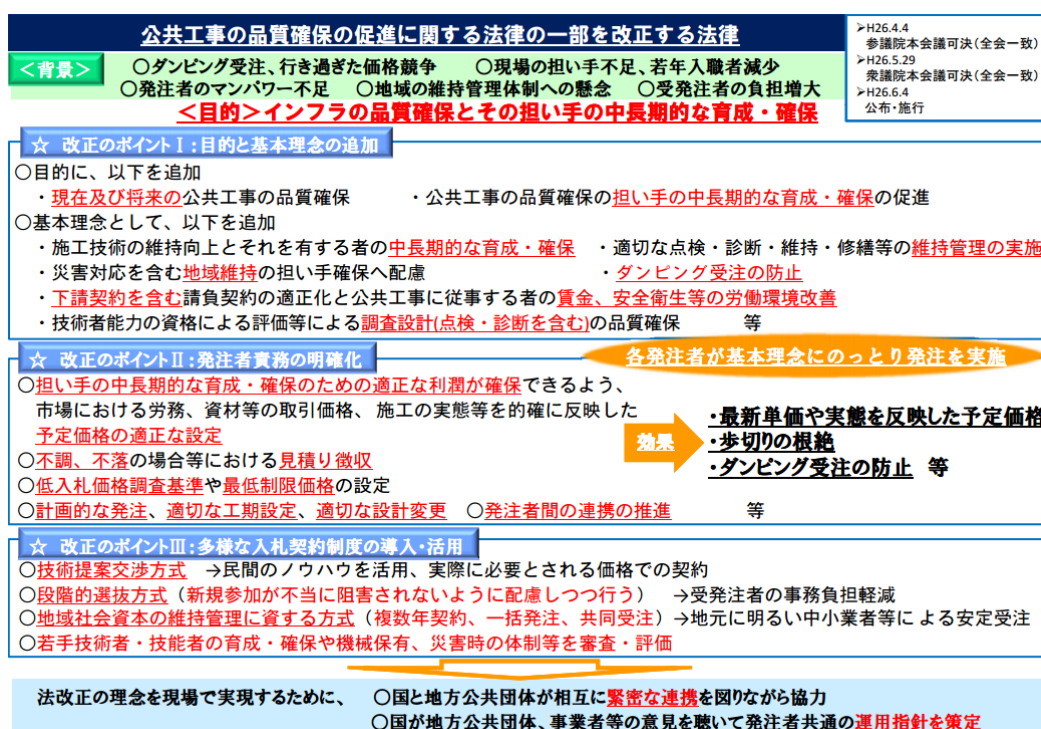 公共工事の品質確保の促進に関する法律の一部を改正する法律
➢H26.4.4
参議院本会議可決(全会一致)
➢H26.5.29
衆議院本会議可決(全会一致)
➢H26.6.4
公布・施行
<背景>
○ダンピング受注、行き過ぎた価格競争 ○現場の担い手不足、若年入職者減少
○発注者のマンパワー不足 ○地域の維持管理体制への懸念 ○受発注者の負担増大
<目的>インフラの品質確保とその担い手の中長期的な育成・確保
☆ 改正のポイントⅠ:目的と基本理念の追加
○目的に、以下を追加
・現在及び将来の公共工事の品質確保 ・公共工事の品質確保の担い手の中長期的な育成・確保の促進
○基本理念として、以下を追加
・施工技術の維持向上とそれを有する者の中長期的な育成・確保 ・適切な点検・診断・維持・修繕等の維持管理の実施
・災害対応を含む地域維持の担い手確保へ配慮 ・ダンピング受注の防止
・下請契約を含む請負契約の適正化と公共工事に従事する者の賃金、安全衛生等の労働環境改善
・技術者能力の資格による評価等による調査設計(点検・診断を含む)の品質確保 等
☆ 改正のポイントⅡ:発注者責務の明確化
各発注者が基本理念にのっとり発注を実施
○担い手の中長期的な育成・確保のための適正な利潤が確保できるよう、
市場における労務、資材等の取引価格、施工の実態等を的確に反映した
予定価格の適正な設定
○不調、不落の場合等における見積り徴収
○低入札価格調査基準や最低制限価格の設定
○計画的な発注、適切な工期設定、適切な設計変更 ○発注者間の連携の推進 等
効果
・最新単価や実態を反映した予定価格
・歩切りの根絶
・ダンピング受注の防止 等
☆ 改正のポイントⅢ:多様な入札契約制度の導入・活用
○技術提案交渉方式 →民間のノウハウを活用、実際に必要とされる価格での契約
○段階的選抜方式(新規参加が不当に阻害されないように配慮しつつ行う) →受発注者の事務負担軽減
○地域社会資本の維持管理に資する方式(複数年契約、一括発注、共同受注)→地元に明るい中小業者等による安定受注
○若手技術者・技能者の育成・確保や機械保有、災害時の体制等を審査・評価
法改正の理念を現場で実現するために、 ○国と地方公共団体が相互に緊密な連携を図りながら協力
○国が地方公共団体、事業者等の意見を聴いて発注者共通の運用指針を策定